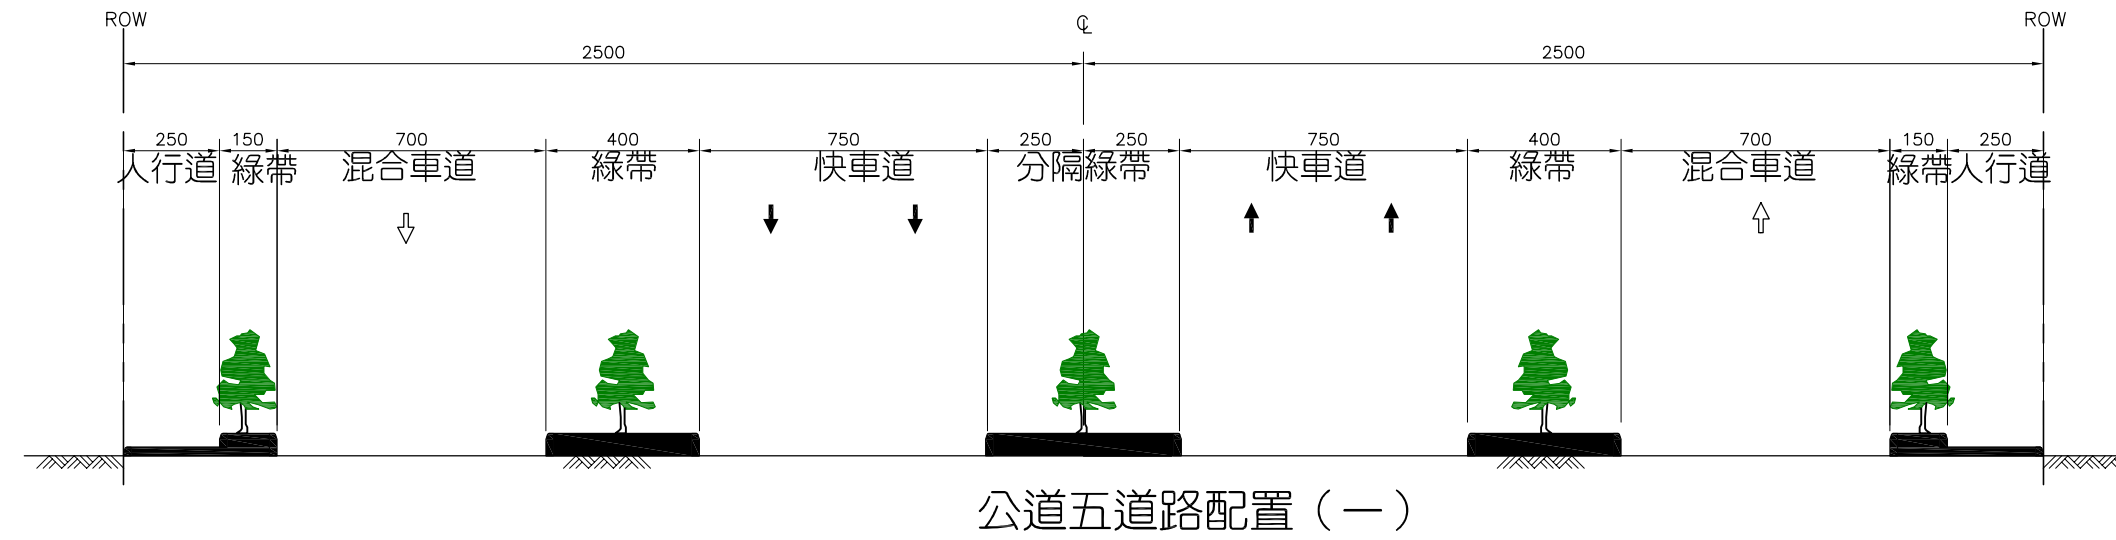 ROW ℄ ROW
2500 2500
250 150 700 400 750 250 250 750 400 700 150 250
人行道 綠帶 混合車道 綠帶 快車道 分隔綠帶 快車道 綠帶 混合車道 綠帶 人行道
公道五道路配置（一）